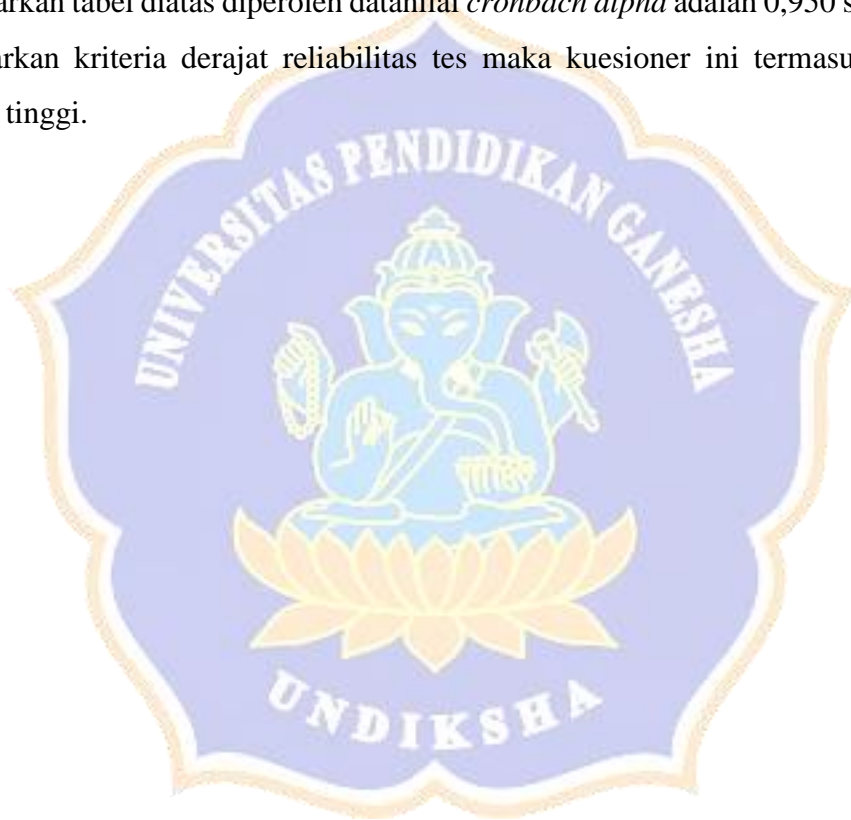 arkan tabel diatas diperoleh datanilai cronbach alpha adalah 0,950 s
arkan kriteria derajat reliabilitas tes maka kuesioner ini termasu
tinggi.
UNIVERSITAS PENDIDIKAN GANESHA
UNDIKSHA